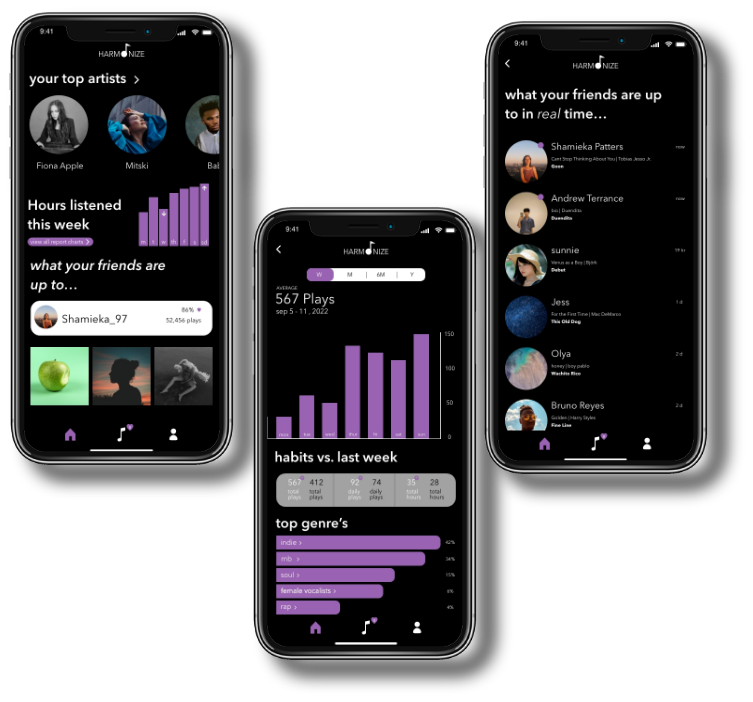 9:41
HARMONIZE
your top artists >
Fiona Apple
Mitski
Hours listened
this week
view all report charts >
m t w th f s sd
what your friends are
up to...
Shamieka_97
86%
52,456 plays
9:41
HARMONIZE
W M 6M Y
AVERAGE
567 Plays
sep 5 - 11 , 2022
150
100
50
0
habits vs. last week
567 412 92 74 35 28
total plays total plays daily plays daily plays total hours total hours
top genre's
indie > 42%
rnb > 34%
soul > 15%
female vocalists > 6%
rap > 4%
9:41
HARMONIZE
what your friends are up
to in real time...
Shamieka Patters now
Cant Stop Thinking About You | Tobias Jesso Jr.
Goon
Andrew Terrance now
Duendita
sunnie
Venus as a Boy | Björk
Debut
Jess 1 d
For the First Time | Mac DeMarco
This Old Dog
Olya 2 d
honey | boy pablo
Wachito Rico
Bruno Reyes 2 d
Golden | Harry Styles
Fine Line